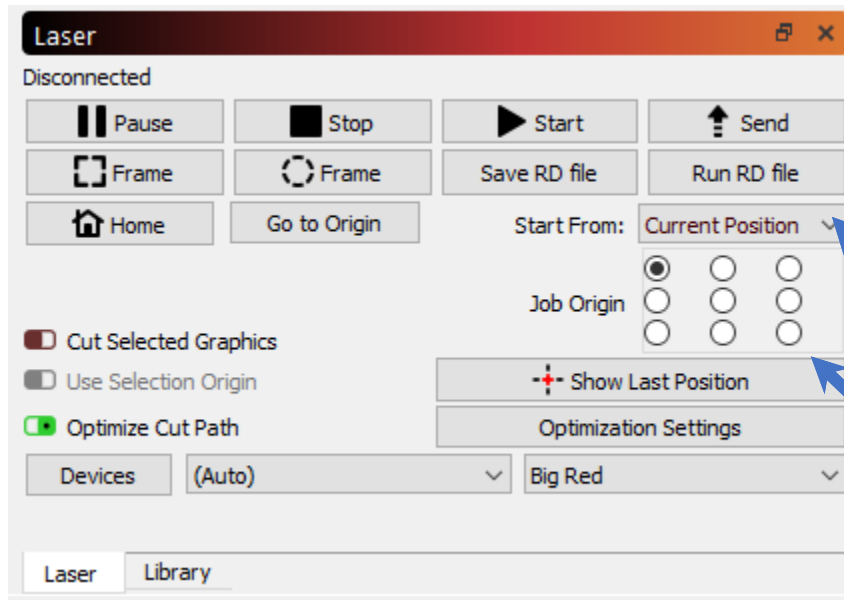 Laser
Disconnected
Pause Stop Start Send
Frame Frame Save RD file Run RD file
Home Go to Origin Start From: Current Position
Job Origin
Cut Selected Graphics
Use Selection Origin Show Last Position
Optimize Cut Path Optimization Settings
Devices (Auto) Big Red
Laser Library